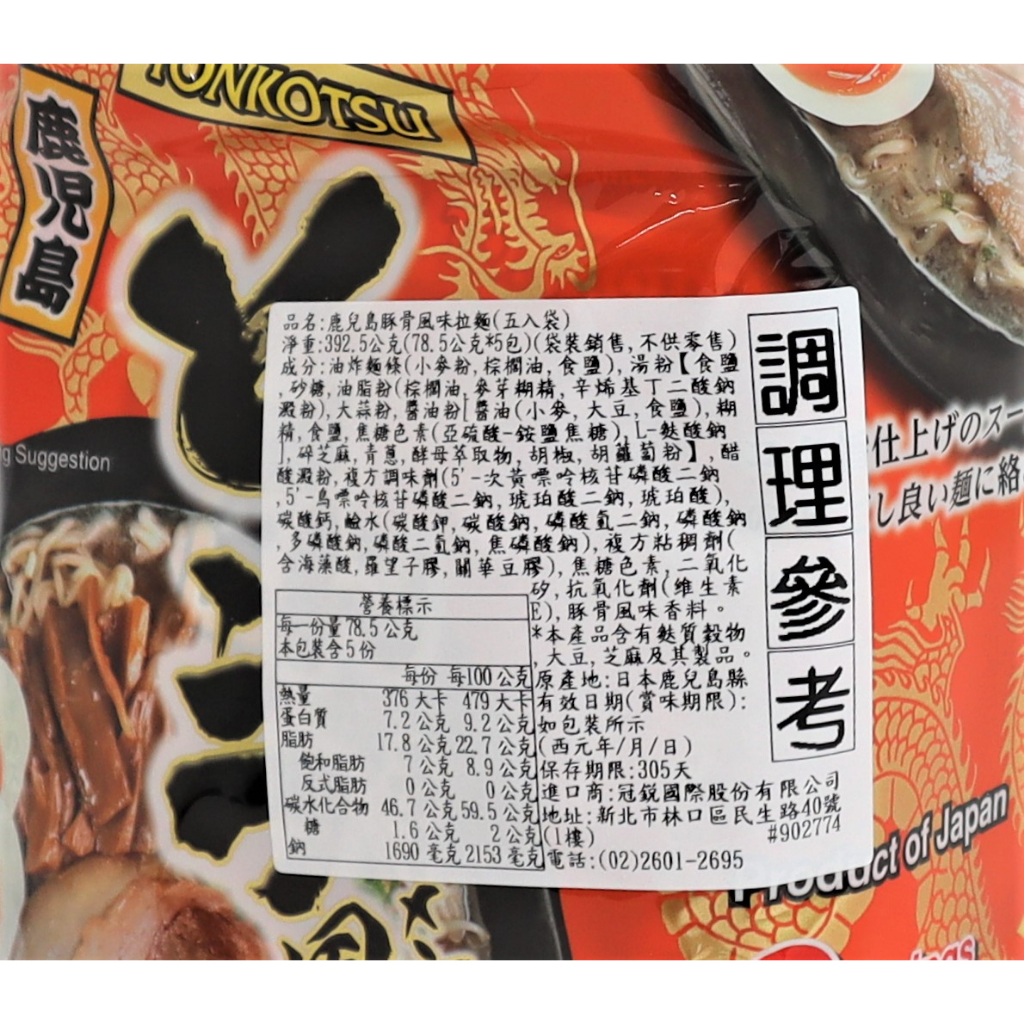 TONKOTSU
鹿児島
g Suggestion
品名:鹿兒島豚骨風味拉麵(五入袋)
淨重:392.5公克(78.5公克*5包)(袋裝銷售,不供零售)
成分:油炸麵條(小麥粉,棕櫚油,食鹽),湯粉【食鹽
,砂糖,油脂粉(棕櫚油,麥芽糊精,辛烯基丁二酸鈉
澱粉),大蒜粉,醬油粉[醬油(小麥,大豆,食鹽),糊
精,食鹽,焦糖色素(亞硫酸-銨鹽焦糖),L-麩酸鈉
],碎芝麻,青蔥,酵母萃取物,胡椒,胡蘿蔔粉】,醋
酸澱粉,複方調味劑(5'-次黃嘌呤核苷磷酸二鈉
,5'-鳥嘌呤核苷磷酸二鈉,琥珀酸二鈉,琥珀酸),
碳酸鈣,鹼水(碳酸鉀,碳酸鈉,磷酸氫二鈉,磷酸鈉
,多磷酸鈉,磷酸二氫鈉,焦磷酸鈉),複方粘稠劑(
含海藻酸,羅望子膠,關華豆膠),焦糖色素,二氧化
矽,抗氧化劑(維生素
E),豚骨風味香料。
*本產品含有麩質穀物
,大豆,芝麻及其製品。
原產地:日本鹿兒島縣
有效日期(賞味期限):
如包裝所示
(西元年/月/日)
保存期限:305天
進口商:冠銳國際股份有限公司
地址:新北市林口區民生路40號
(1樓)
#902774
電話:(02)2601-2695
營養標示
每一份量78.5公克
本包裝含5份
每份 每100公克
熱量 376大卡 479大卡
蛋白質 7.2公克 9.2公克
脂肪 17.8公克 22.7公克
飽和脂肪 7公克 8.9公克
反式脂肪 0公克 0公克
碳水化合物 46.7公克 59.5公克
糖 1.6公克 2公克
鈉 1690毫克 2153毫克
調理參考
仕上げのスー
し良い麺に絡
Product of Japan